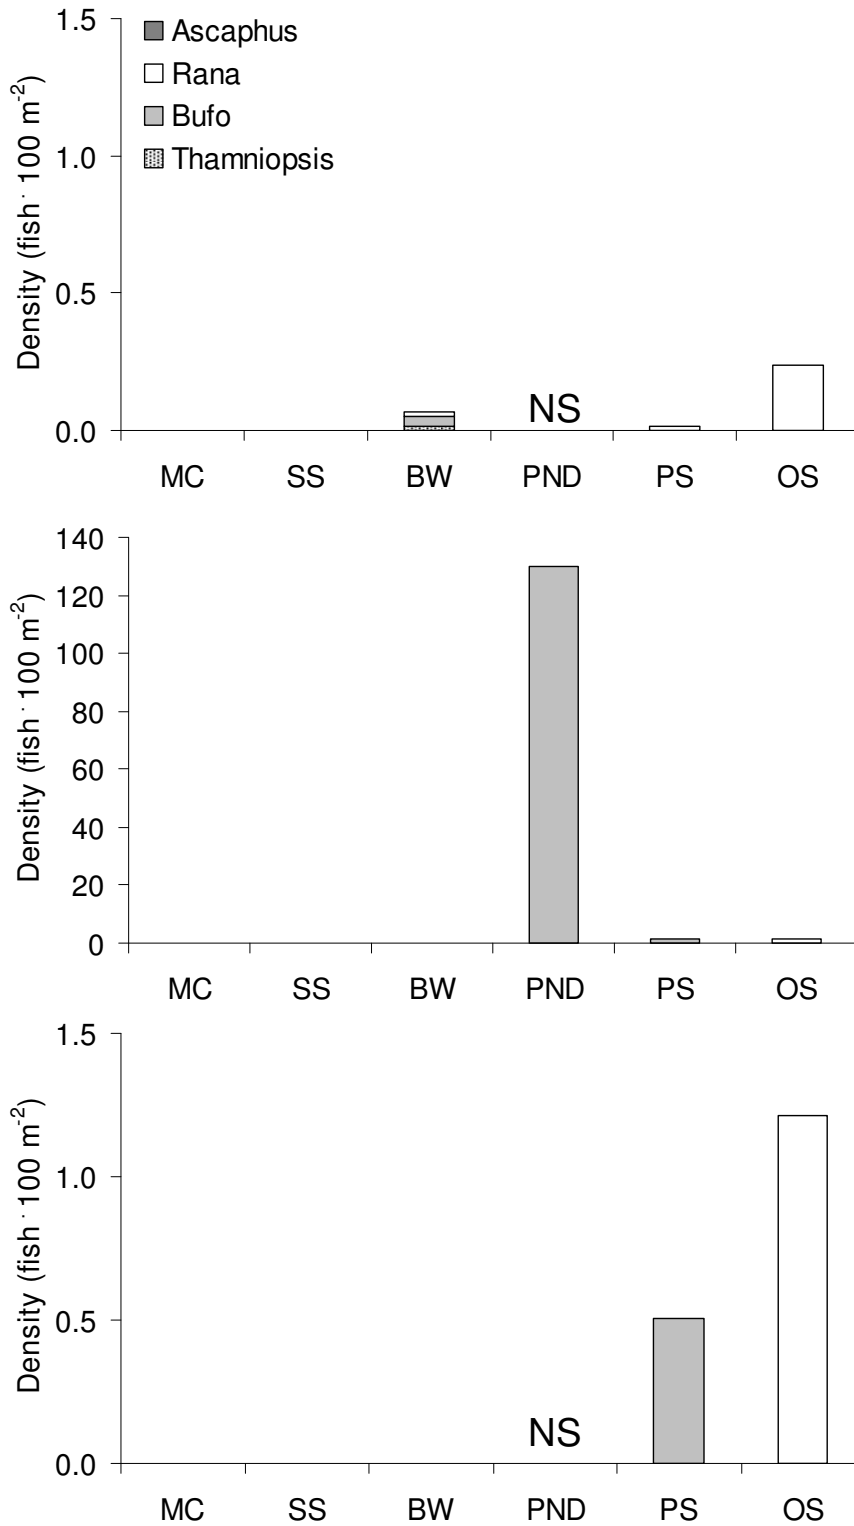 1.5
Ascaphus
Rana
Bufo
Thamniopsis
1.0
0.5
0.0
Density (fish · 100 m⁻²)
NS
MC SS BW PND PS OS
140
120
100
80
60
40
20
0
Density (fish · 100 m⁻²)
MC SS BW PND PS OS
1.5
1.0
0.5
0.0
Density (fish · 100 m⁻²)
NS
MC SS BW PND PS OS